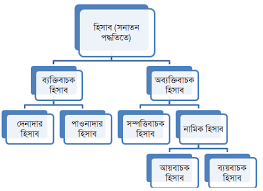 হিসাব (সনাতন
পদ্ধতিতে)
ব্যক্তিবাচক
হিসাব
অব্যক্তিবাচক
হিসাব
দেনাদার
হিসাব
পাওনাদার
হিসাব
সম্পত্তিবাচক
হিসাব
নামিক হিসাব
আয়বাচক
হিসাব
ব্যয়বাচক
হিসাব